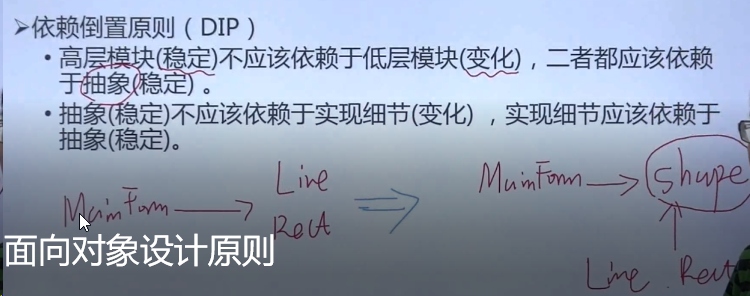 ➢依赖倒置原则（DIP）
• 高层模块(稳定)不应该依赖于低层模块(变化)，二者都应该依赖
于抽象(稳定) 。
• 抽象(稳定)不应该依赖于实现细节(变化) ，实现细节应该依赖于
抽象(稳定)。
MainForm → Line
Rect
⇒
MainForm → Shape
Line Rect
面向对象设计原则